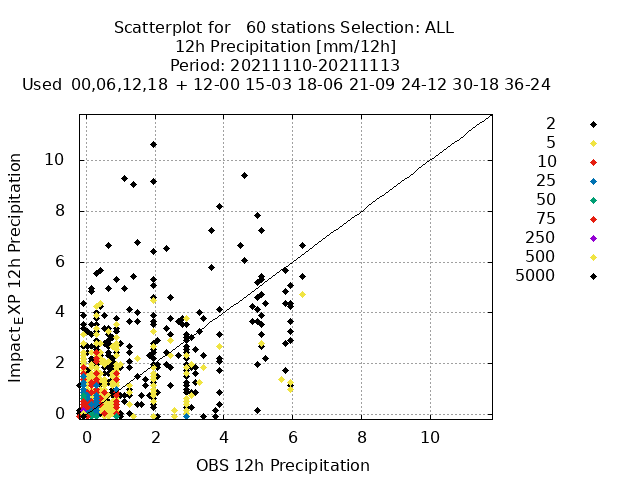 Scatterplot for   60 stations Selection: ALL
12h Precipitation [mm/12h]
Period: 20211110-20211113
Used  00,06,12,18  + 12-00 15-03 18-06 21-09 24-12 30-18 36-24
2
5
10
25
50
75
250
500
5000
10
8
6
4
2
0
Impact_EXP 12h Precipitation
0 2 4 6 8 10
OBS 12h Precipitation